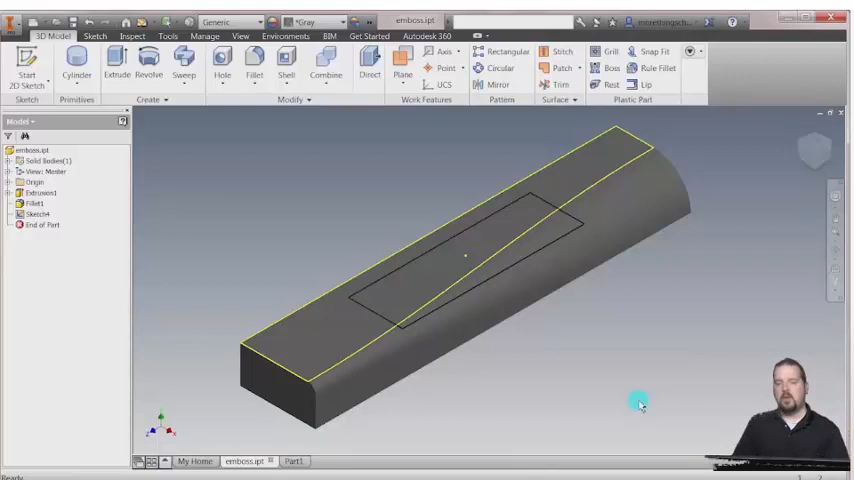 Generic
*Gray
emboss.ipt
3D Model Sketch Inspect Tools Manage View Environments BIM Get Started Autodesk 360
Start
2D Sketch
Cylinder
Extrude
Revolve
Sweep
Hole
Fillet
Shell
Combine
Direct
Plane
Axis
Point
UCS
Rectangular
Circular
Mirror
Stitch
Patch
Trim
Grill
Boss
Rest
Snap Fit
Rule Fillet
Lip
Sketch Primitives Create Modify Work Features Pattern Surface Plastic Part
Model
emboss.ipt
Solid Bodies(1)
View: Master
Origin
Extrusion1
Fillet1
Sketch4
End of Part
My Home emboss.ipt Part1
Ready